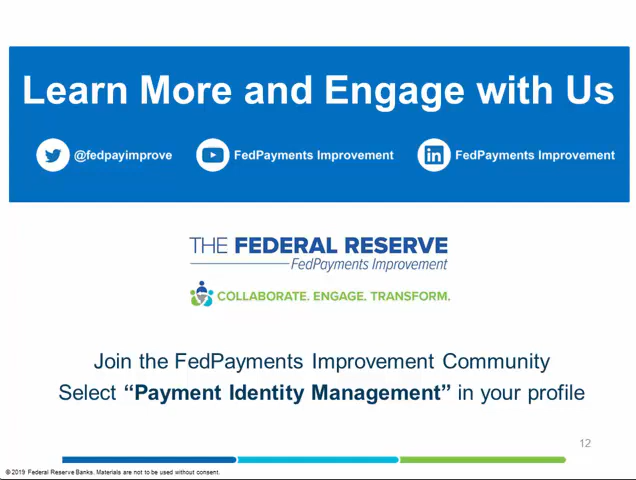 Learn More and Engage with Us
@fedpayimprove FedPayments Improvement FedPayments Improvement
THE FEDERAL RESERVE
FedPayments Improvement
COLLABORATE. ENGAGE. TRANSFORM.
Join the FedPayments Improvement Community
Select “Payment Identity Management” in your profile
12
© 2019 Federal Reserve Banks. Materials are not to be used without consent.